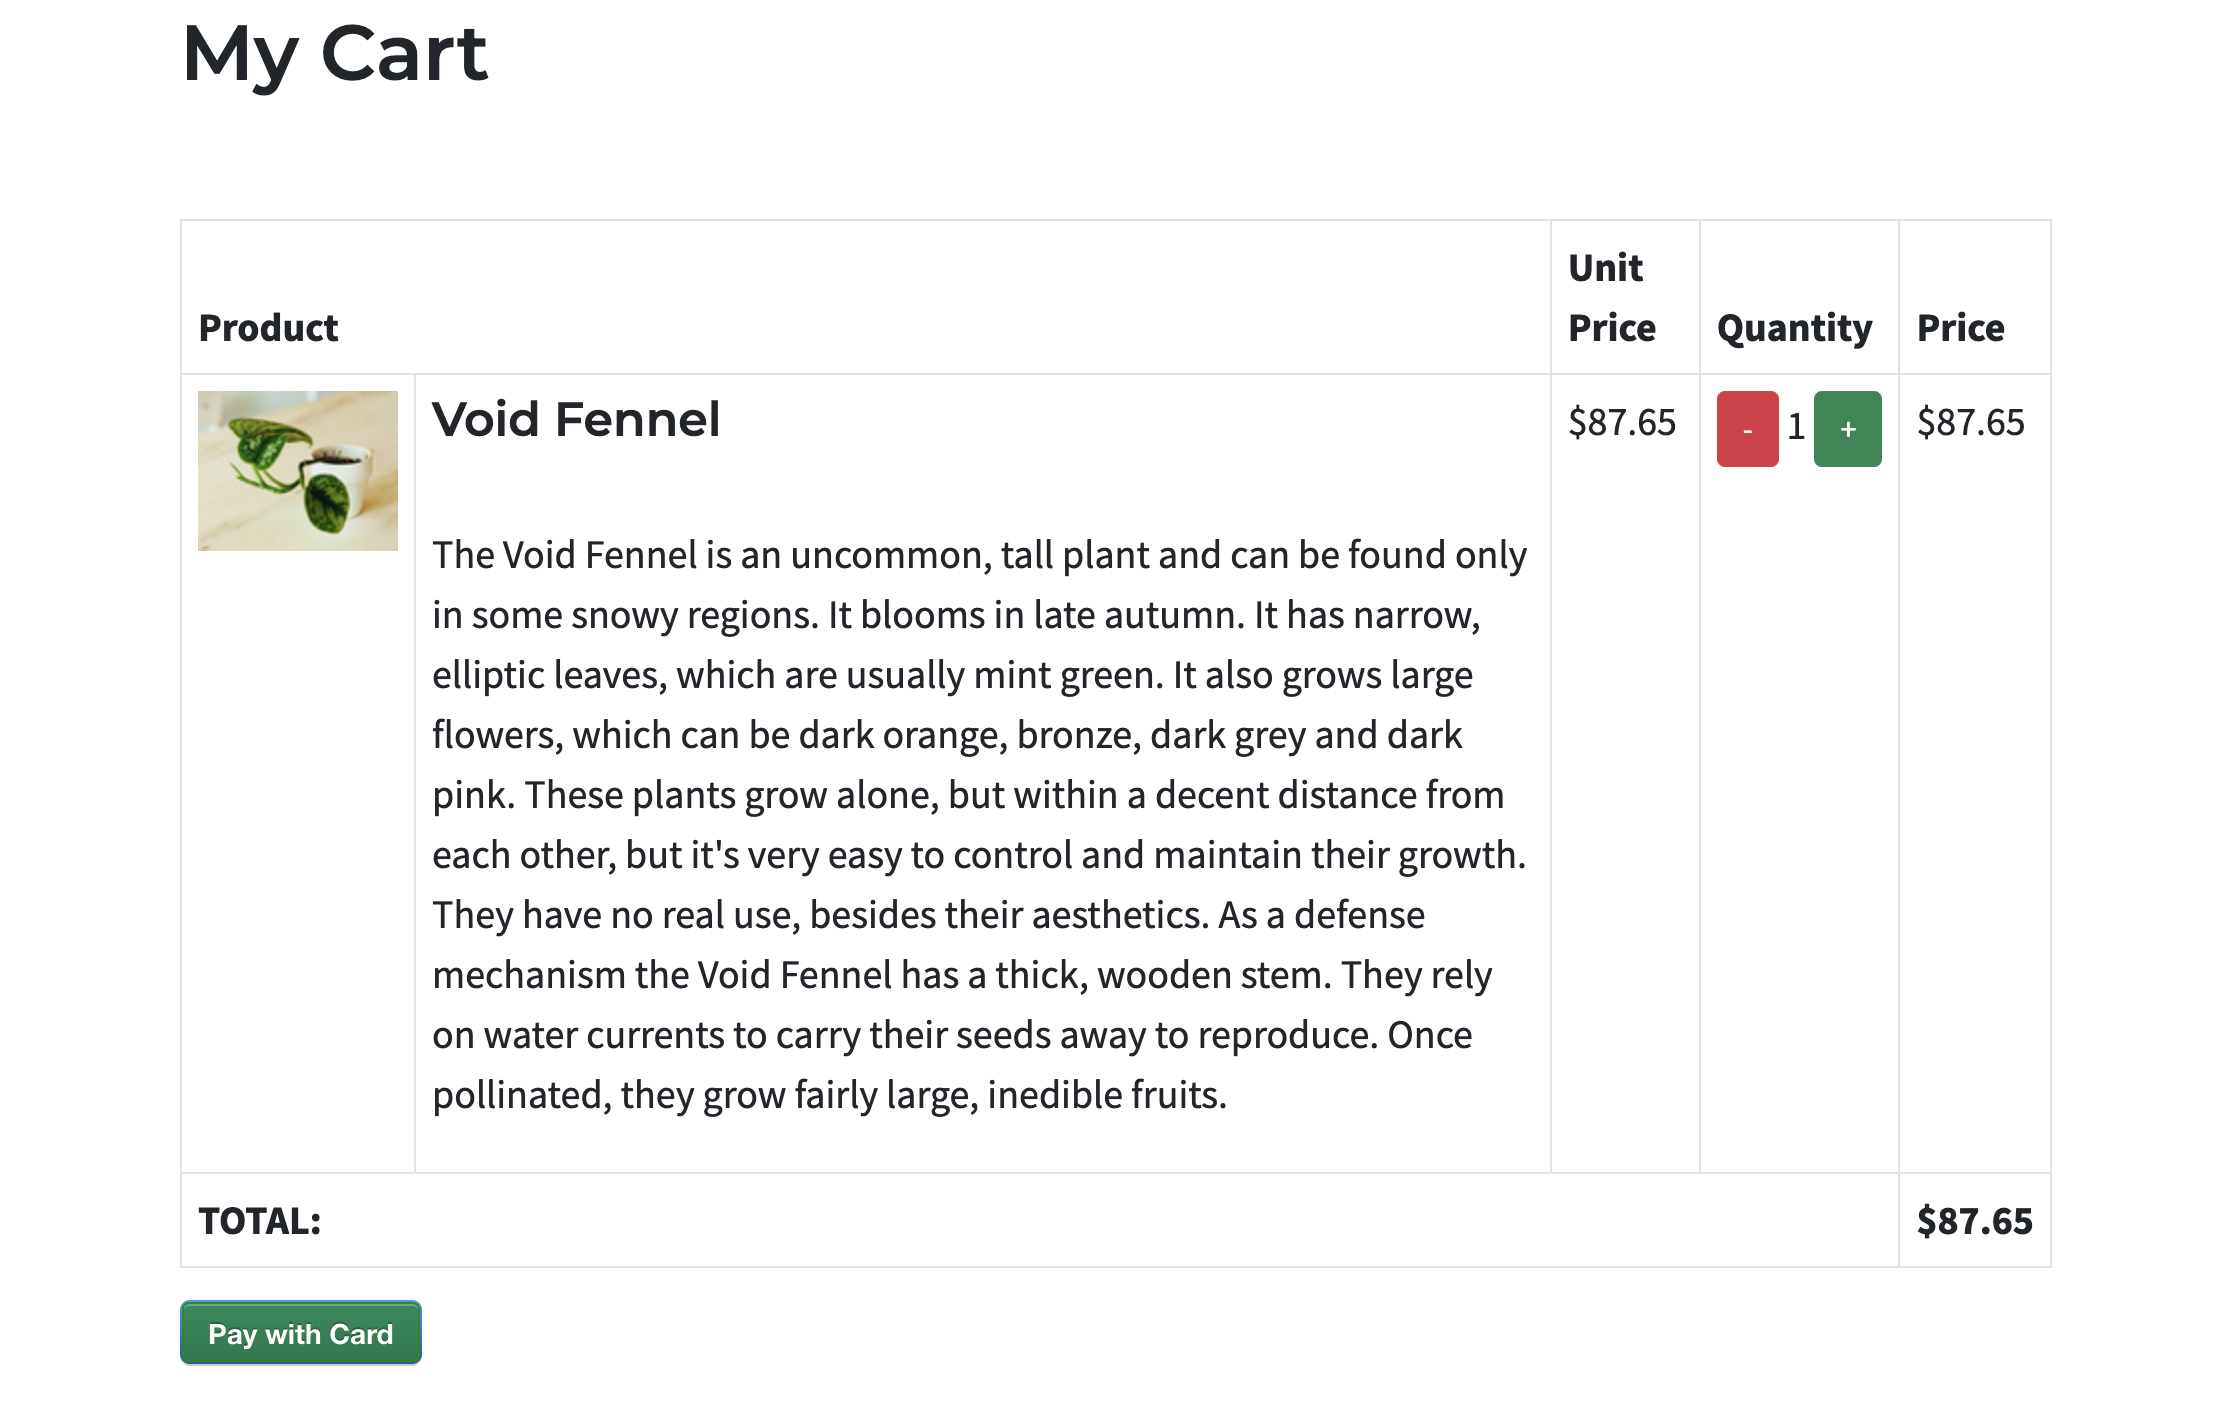 My Cart
Product
Unit
Price
Quantity
Price
Void Fennel
$87.65
- 1 +
$87.65
The Void Fennel is an uncommon, tall plant and can be found only
in some snowy regions. It blooms in late autumn. It has narrow,
elliptic leaves, which are usually mint green. It also grows large
flowers, which can be dark orange, bronze, dark grey and dark
pink. These plants grow alone, but within a decent distance from
each other, but it's very easy to control and maintain their growth.
They have no real use, besides their aesthetics. As a defense
mechanism the Void Fennel has a thick, wooden stem. They rely
on water currents to carry their seeds away to reproduce. Once
pollinated, they grow fairly large, inedible fruits.
TOTAL:
$87.65
Pay with Card